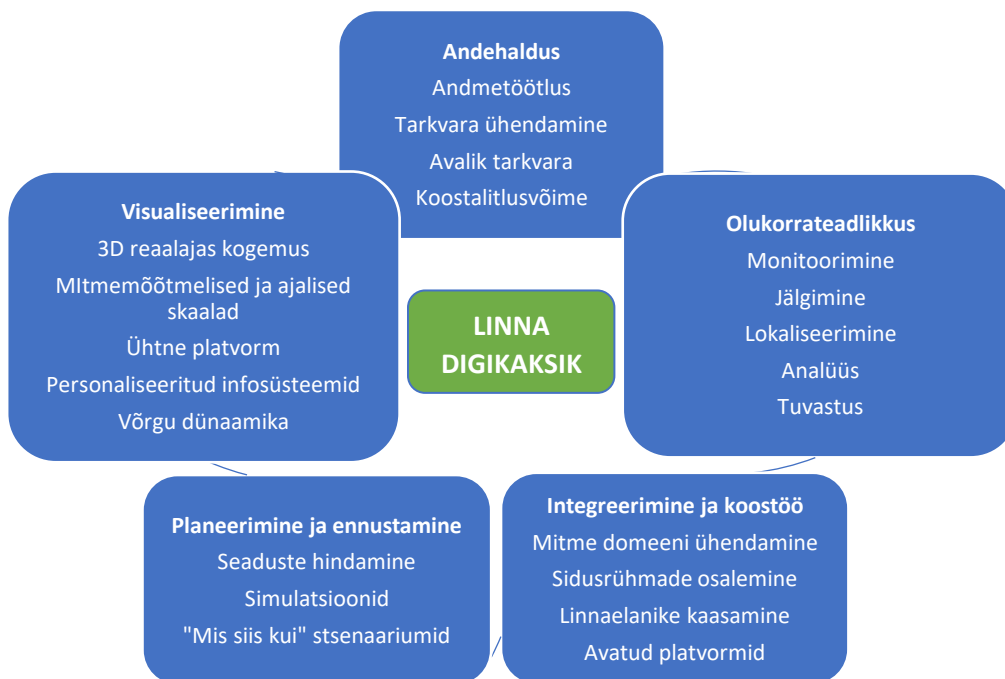 Andehaldus
Andmetöötlus
Tarkvara ühendamine
Avalik tarkvara
Koostalitlusvõime
Visualiseerimine
3D reaalajas kogemus
MItmemõõtmelised ja ajalised
skaalad
Ühtne platvorm
Personaliseeritud infosüsteemid
Võrgu dünaamika
Olukorrateadlikkus
Monitoorimine
Jälgimine
Lokaliseerimine
Analüüs
Tuvastus
LINNA
DIGIKAKSIK
Planeerimine ja ennustamine
Seaduste hindamine
Simulatsioonid
"Mis siis kui" stsenaariumid
Integreerimine ja koostöö
Mitme domeeni ühendamine
Sidusrühmade osalemine
Linnaelanike kaasamine
Avatud platvormid